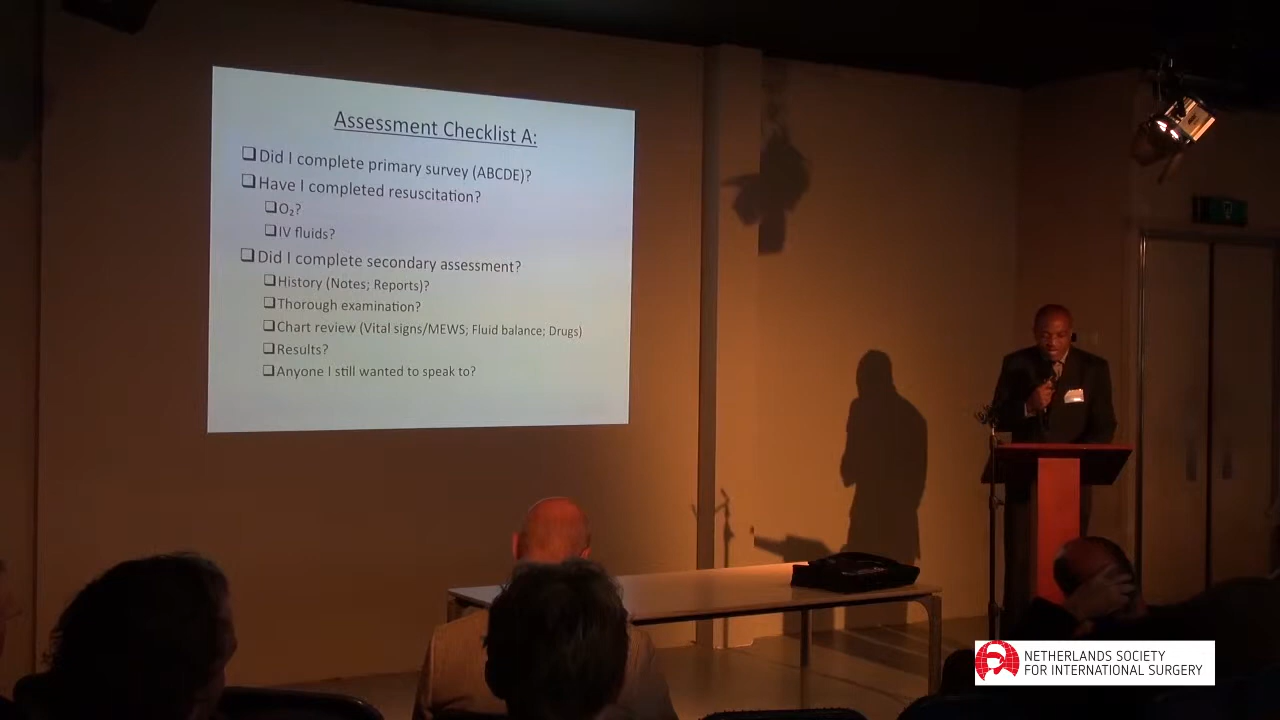 Assessment Checklist A:
Did I complete primary survey (ABCDE)?
Have I completed resuscitation?
O₂?
IV fluids?
Did I complete secondary assessment?
History (Notes; Reports)?
Thorough examination?
Chart review (Vital signs/MEWS; Fluid balance; Drugs)
Results?
Anyone I still wanted to speak to?
NETHERLANDS SOCIETY
FOR INTERNATIONAL SURGERY